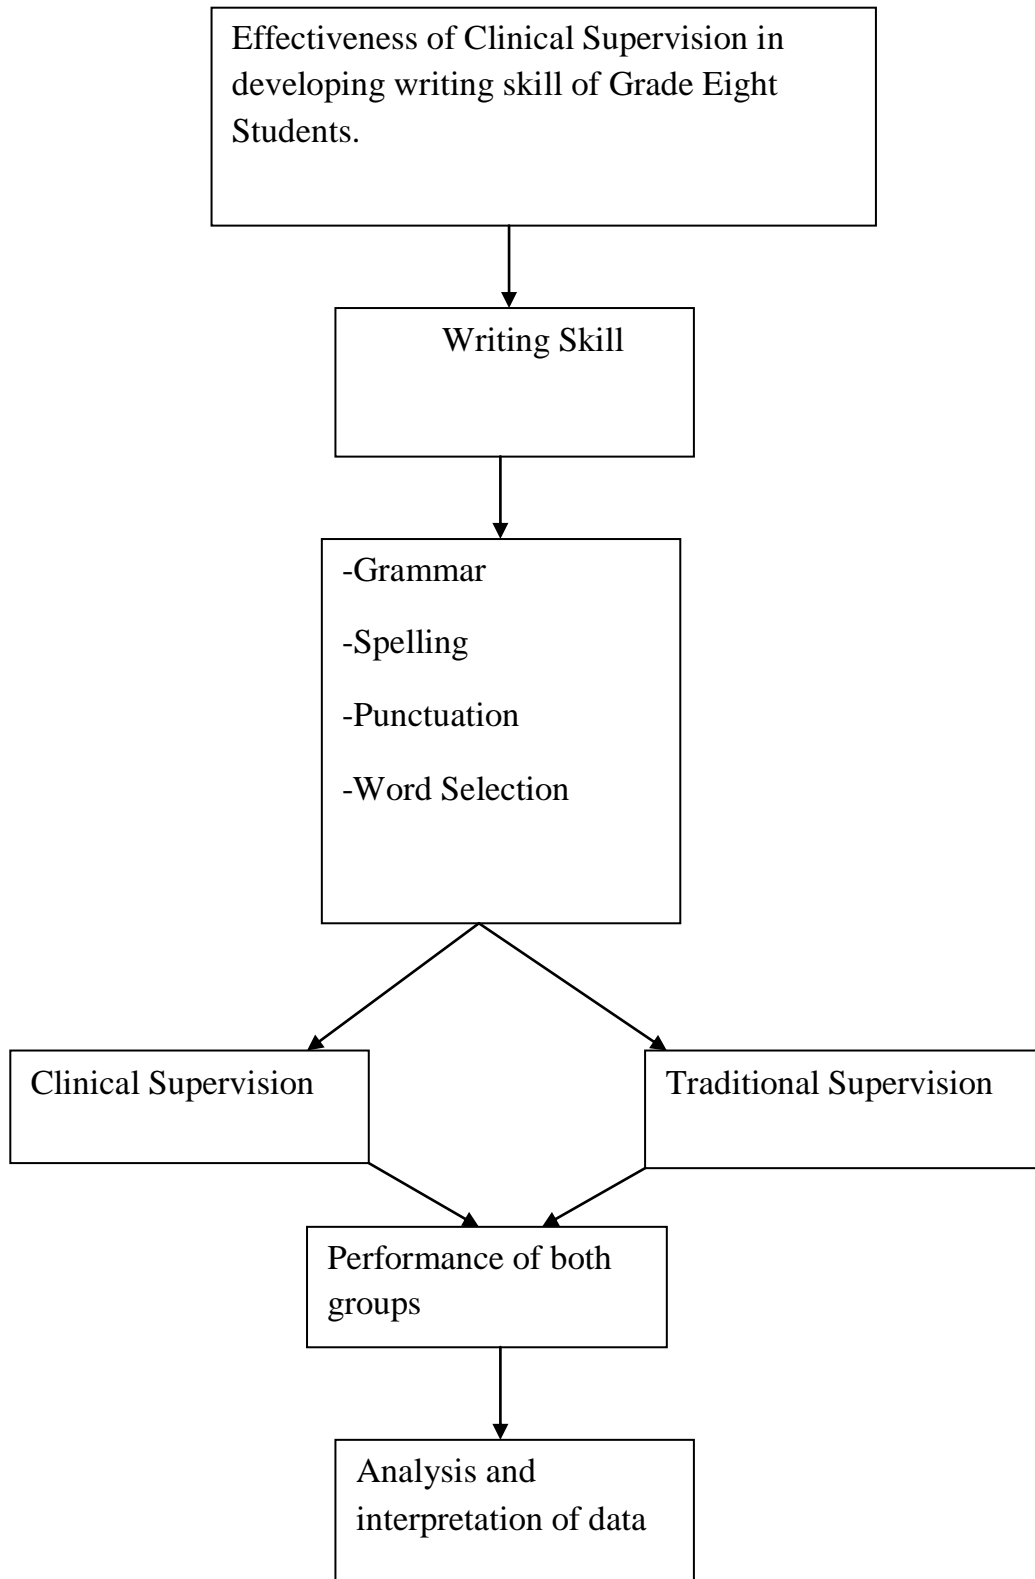 Effectiveness of Clinical Supervision in
developing writing skill of Grade Eight
Students.
Writing Skill
-Grammar
-Spelling
-Punctuation
-Word Selection
Clinical Supervision
Traditional Supervision
Performance of both
groups
Analysis and
interpretation of data